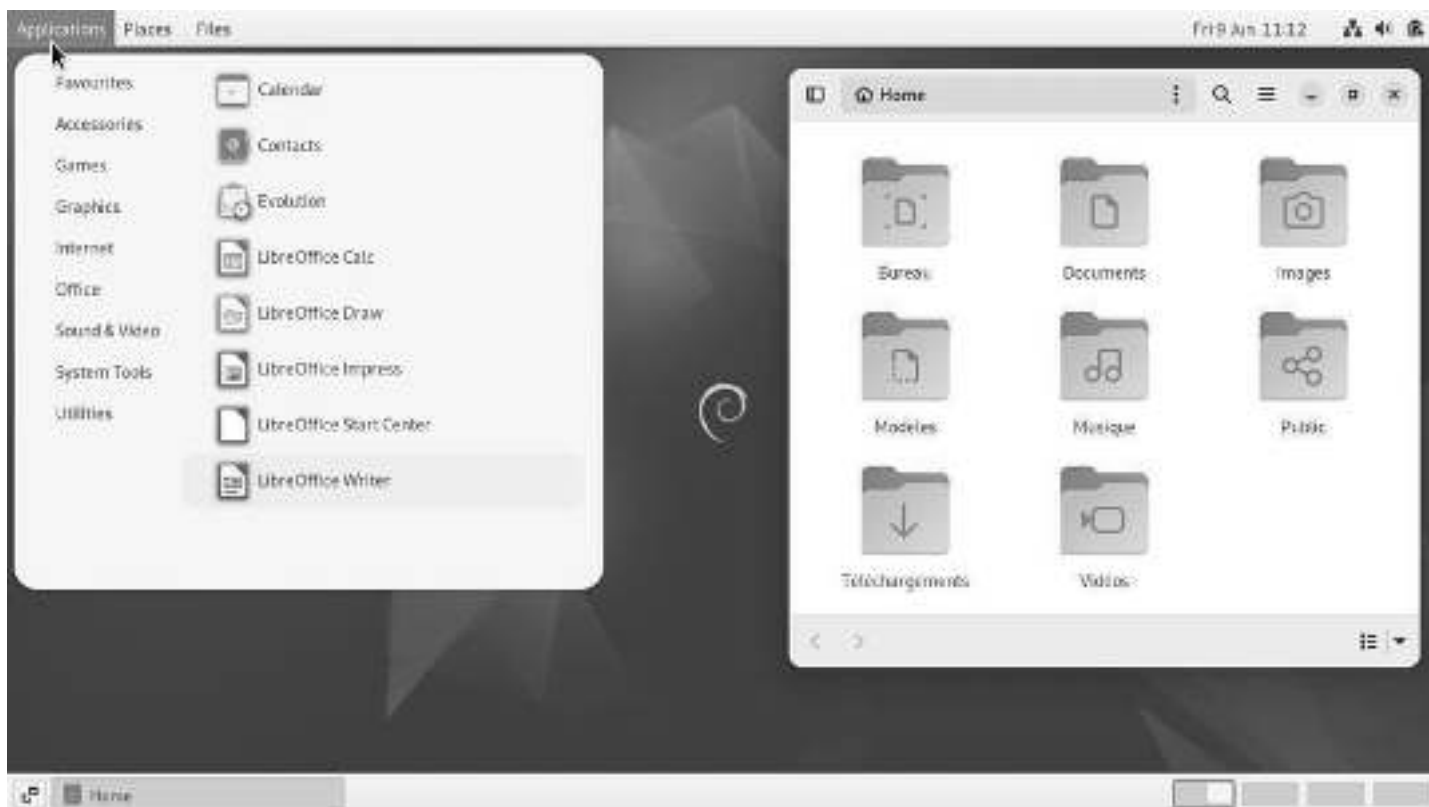 Applications Places Files
Fri 9 Jun 11:12
Favourites
Accessories
Games
Graphics
Internet
Office
Sound & Video
System Tools
Utilities
Calendar
Contacts
Evolution
LibreOffice Calc
LibreOffice Draw
LibreOffice Impress
LibreOffice Start Center
LibreOffice Writer
Home
Bureau Documents Images
Modèles Musique Public
Téléchargements Vidéos
Home